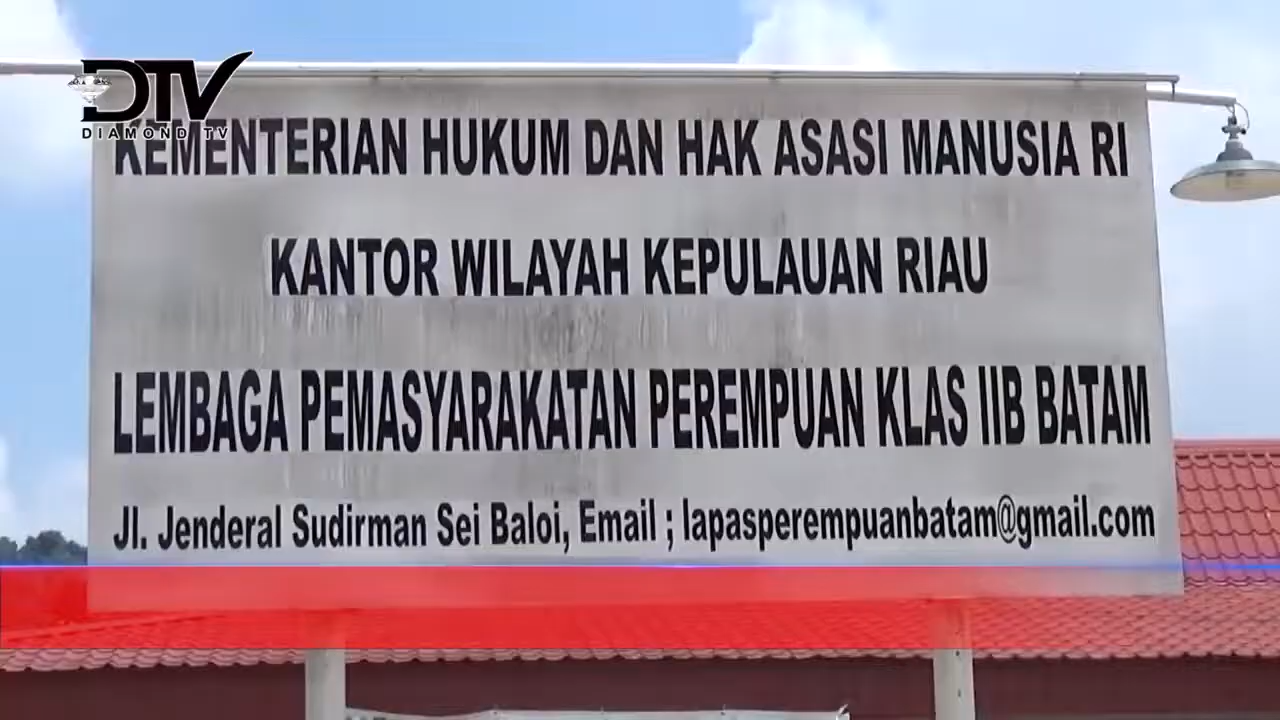 DTV
DIAMOND TV
KEMENTERIAN HUKUM DAN HAK ASASI MANUSIA RI
KANTOR WILAYAH KEPULAUAN RIAU
LEMBAGA PEMASYARAKATAN PEREMPUAN KLAS IIB BATAM
Jl. Jenderal Sudirman Sei Baloi, Email ; lapasperempuanbatam@gmail.com